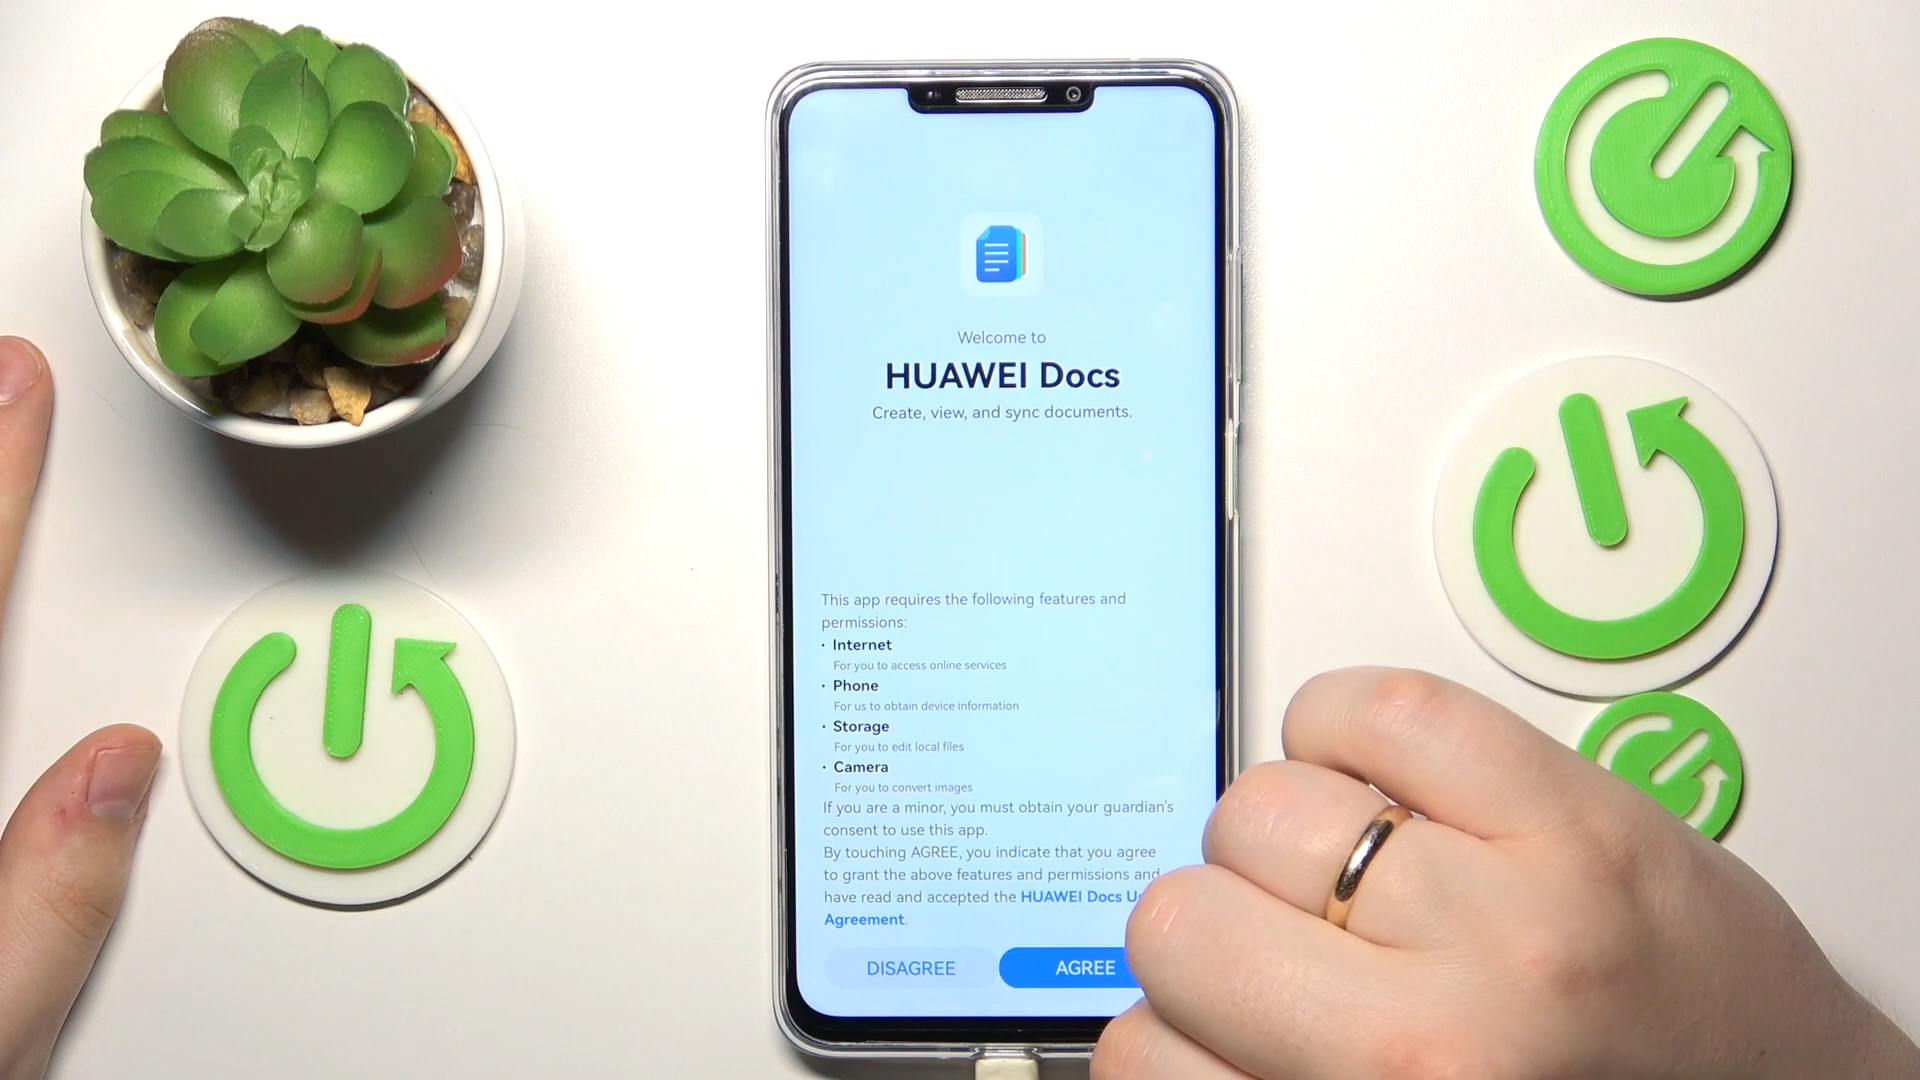 Welcome to
HUAWEI Docs
Create, view, and sync documents.
This app requires the following features and
permissions:
· Internet
For you to access online services
· Phone
For us to obtain device information
· Storage
For you to edit local files
· Camera
For you to convert images
If you are a minor, you must obtain your guardian's
consent to use this app.
By touching AGREE, you indicate that you agree
to grant the above features and permissions and
have read and accepted the HUAWEI Docs
Agreement.
DISAGREE AGREE